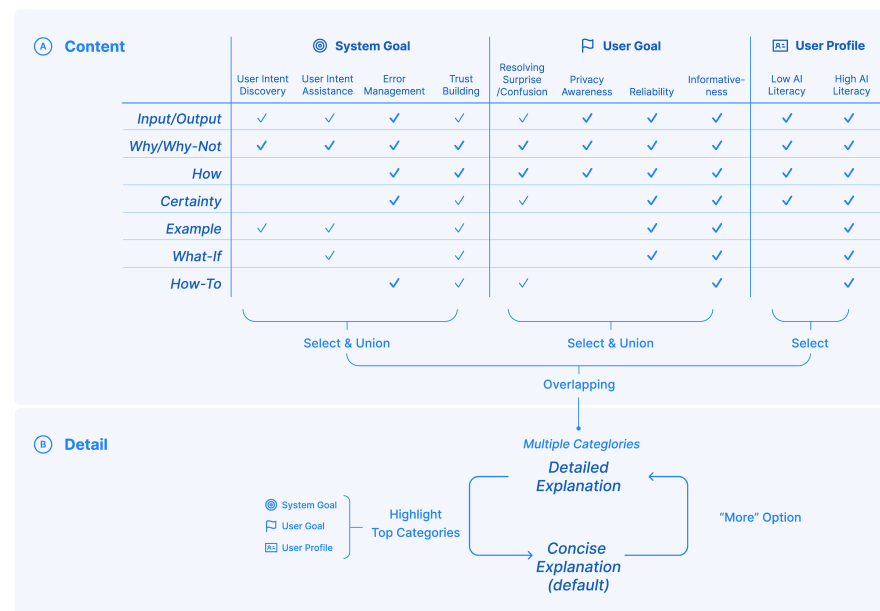 A Content
System Goal
User Goal
User Profile
User Intent
Discovery
User Intent
Assistance
Error
Management
Trust
Building
Resolving
Surprise
/Confusion
Privacy
Awareness
Reliability
Informative-
ness
Low AI
Literacy
High AI
Literacy
Input/Output
Why/Why-Not
How
Certainty
Example
What-If
How-To
Select & Union
Select & Union
Select
Overlapping
B Detail
Multiple Categlories
Detailed
Explanation
System Goal
User Goal
User Profile
Highlight
Top Categories
"More" Option
Concise
Explanation
(default)